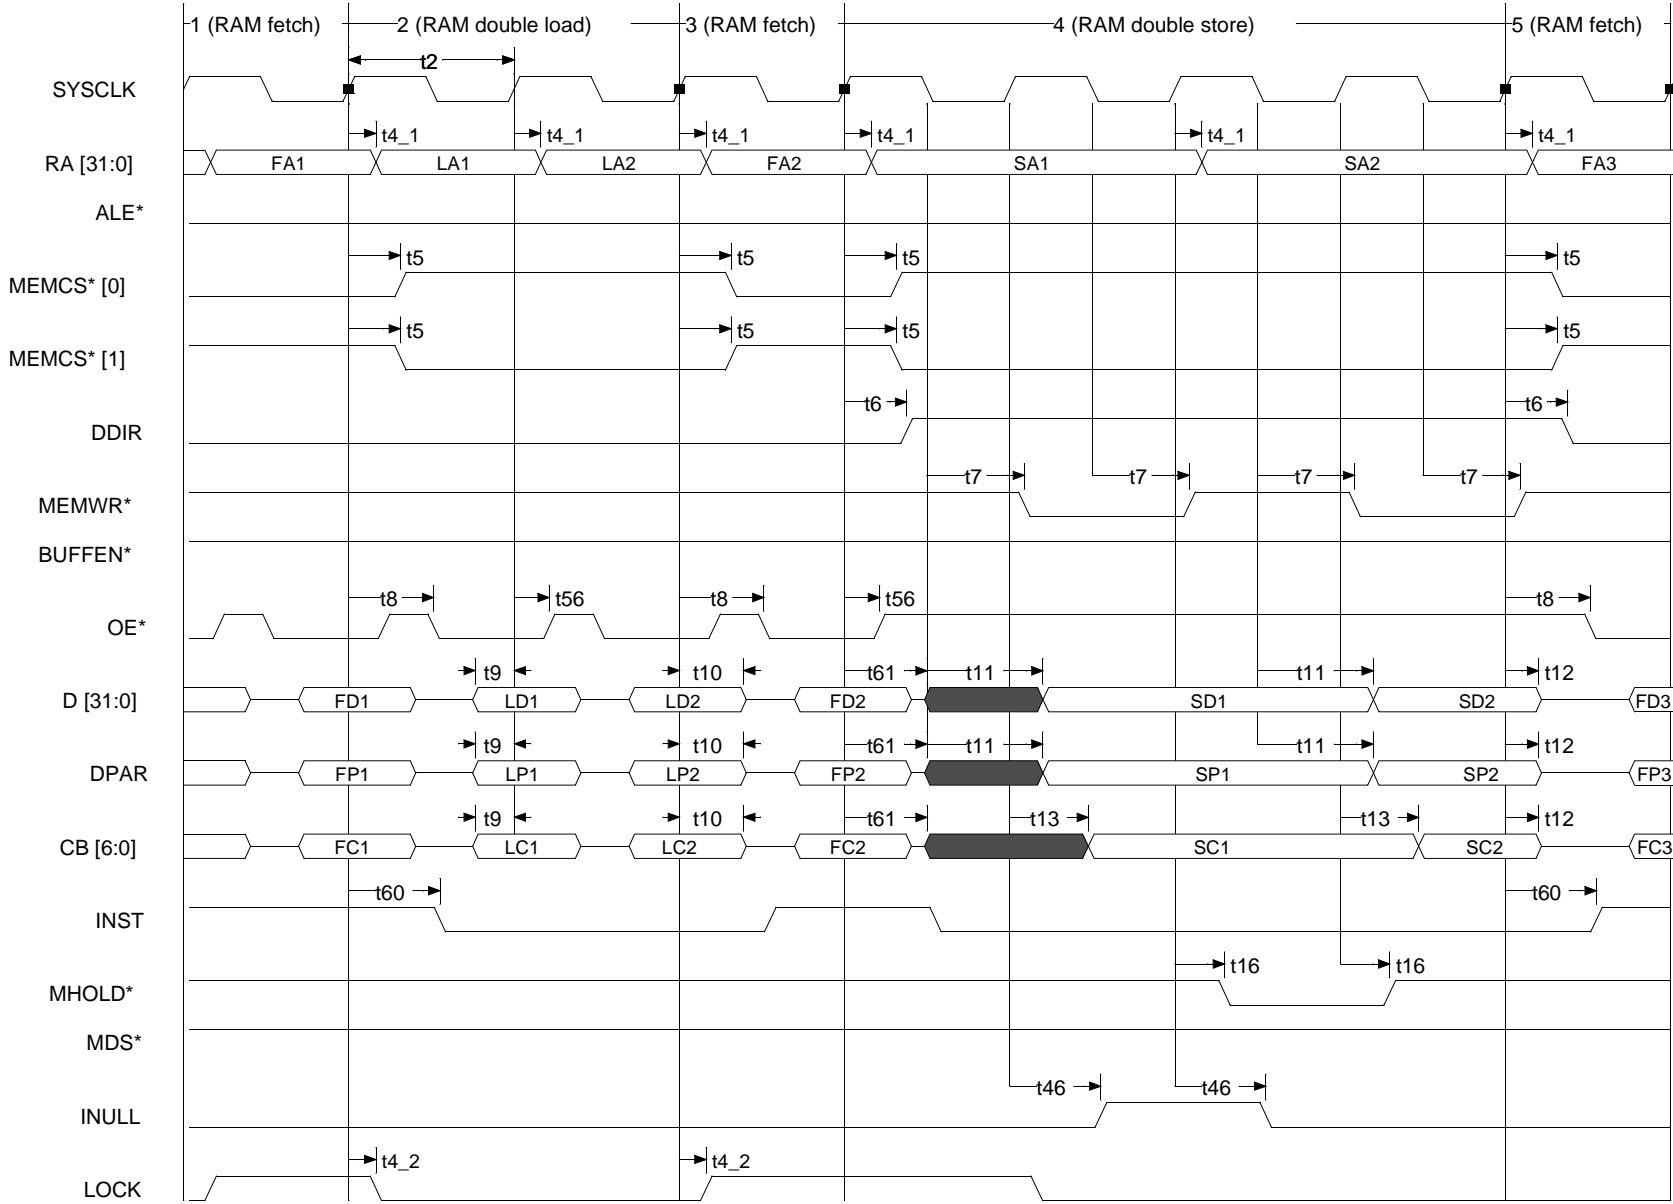 1 (RAM fetch) 2 (RAM double load) 3 (RAM fetch) 4 (RAM double store) 5 (RAM fetch)
t2
SYSCLK
t4_1 t4_1 t4_1 t4_1 t4_1 t4_1
RA [31:0] FA1 LA1 LA2 FA2 SA1 SA2 FA3
ALE*
t5 t5 t5 t5
MEMCS* [0]
t5 t5 t5 t5
MEMCS* [1]
t6 t6
DDIR
t7 t7 t7 t7
MEMWR*
BUFFEN*
t8 t56 t8 t56 t8
OE*
t9 t10 t61 t11 t11 t12
D [31:0] FD1 LD1 LD2 FD2 SD1 SD2 FD3
t9 t10 t61 t11 t11 t12
DPAR FP1 LP1 LP2 FP2 SP1 SP2 FP3
t9 t10 t61 t13 t13 t12
CB [6:0] FC1 LC1 LC2 FC2 SC1 SC2 FC3
t60 t60
INST
t16 t16
MHOLD*
MDS*
t46 t46
INULL
t4_2 t4_2
LOCK